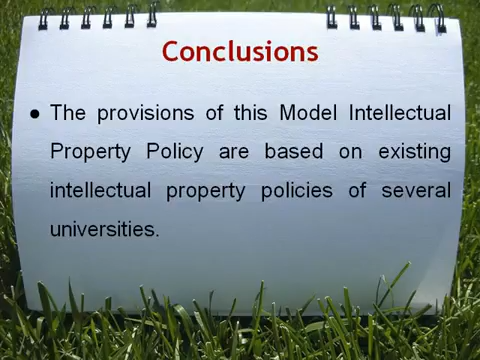 Conclusions
● The provisions of this Model Intellectual
Property Policy are based on existing
intellectual property policies of several
universities.